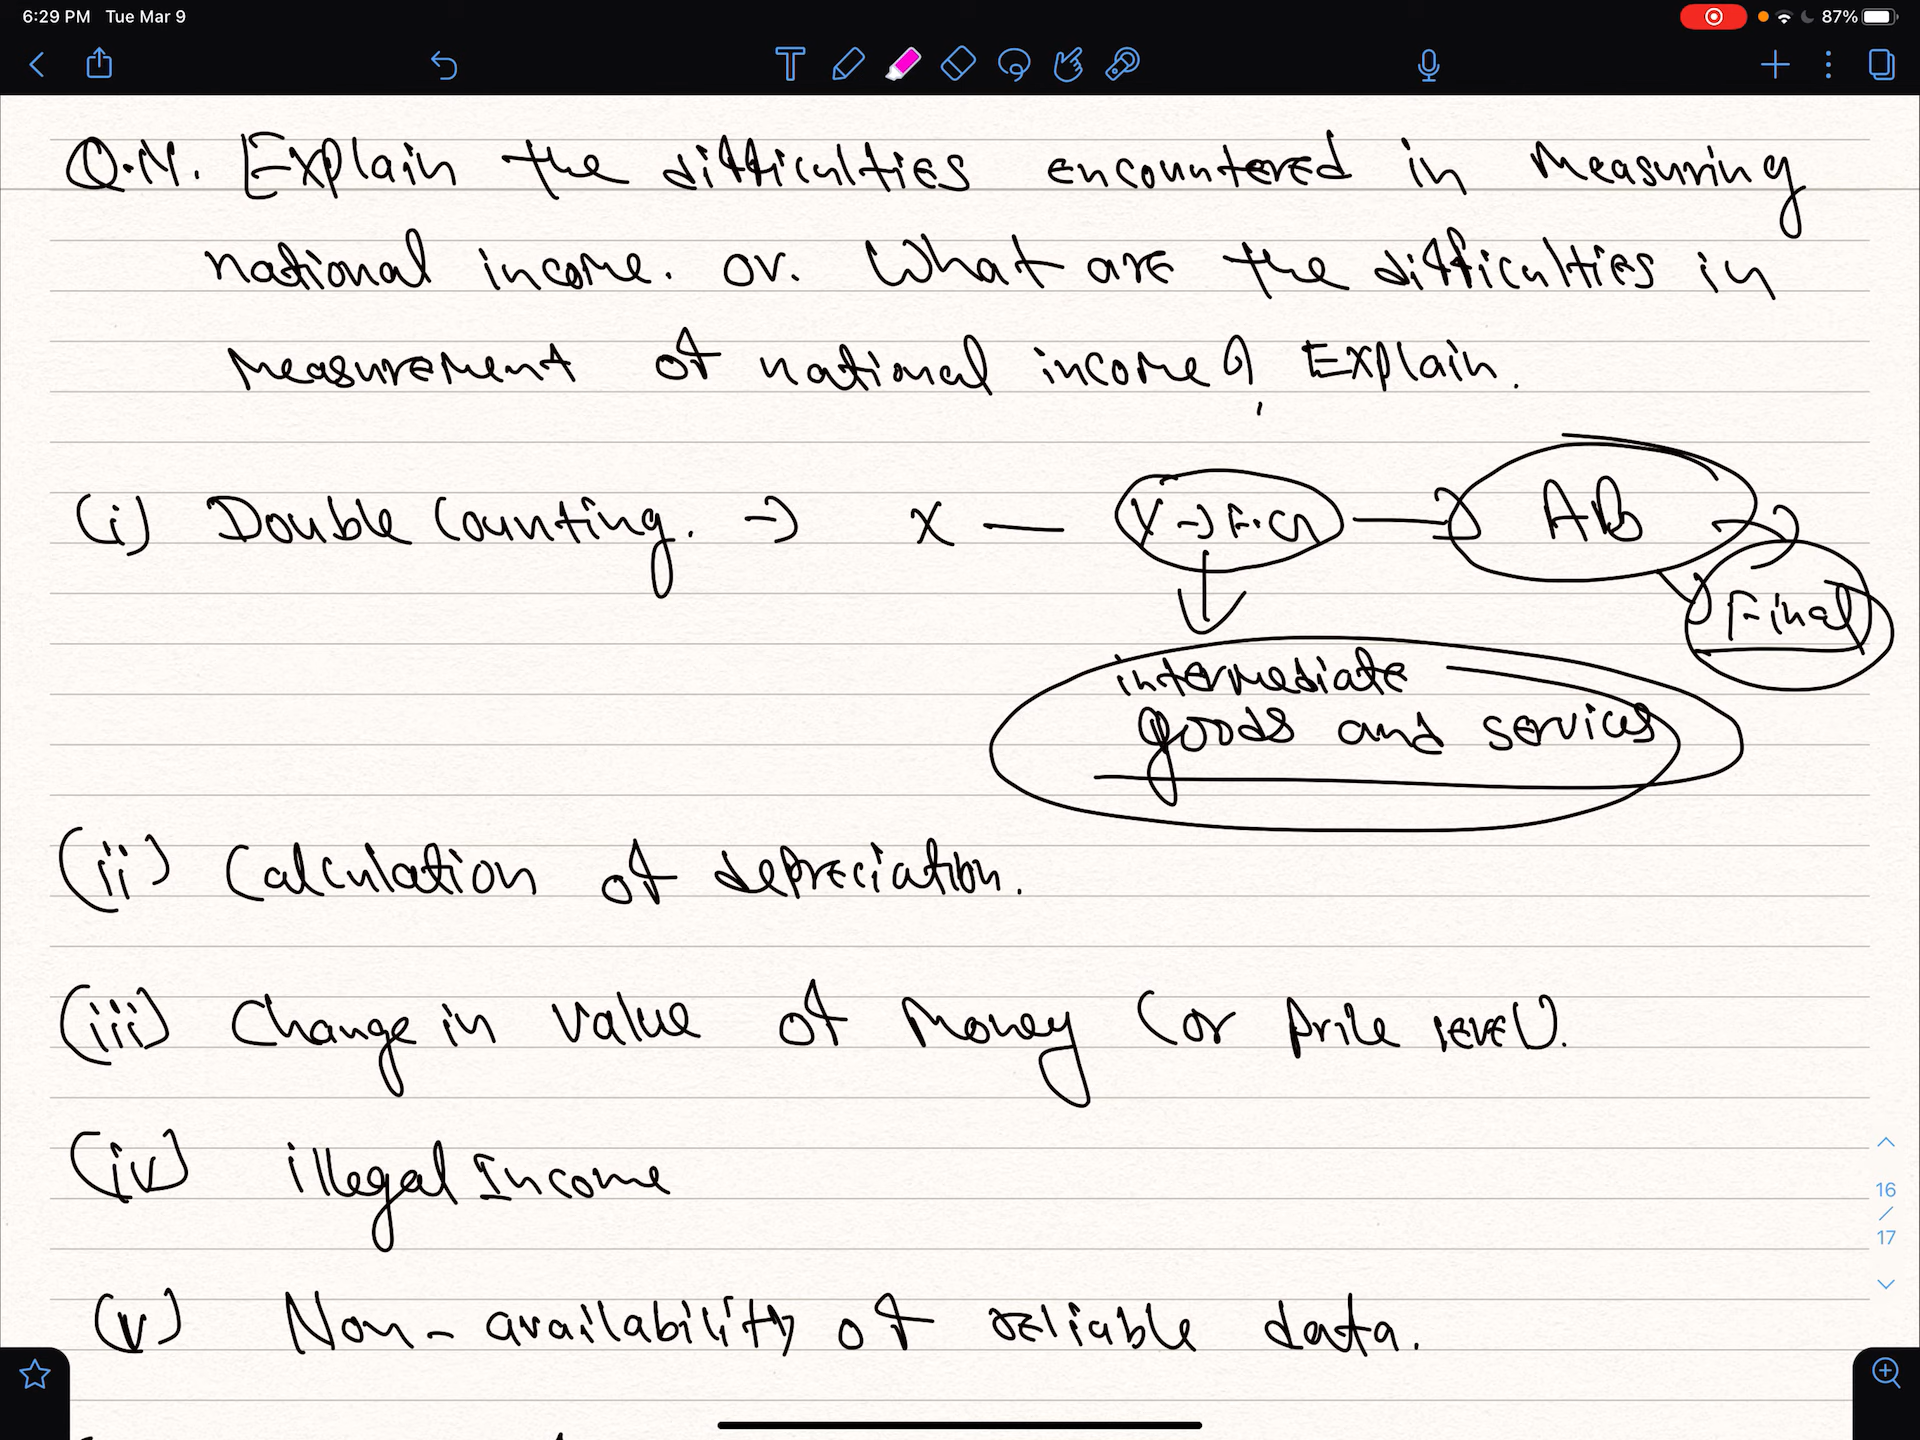 6:29 PM Tue Mar 9
87%
Q.N. Explain the difficulties encountered in measuring
national income. or. What are the difficulties in
measurement of national income? Explain.
(i) Double Counting. → X — → AB
Final
intermediate
goods and services
(ii) Calculation of depreciation.
(iii) Change in value of money (or price level).
(iv) illegal Income
16
/
17
(v) Non-availability of reliable data.